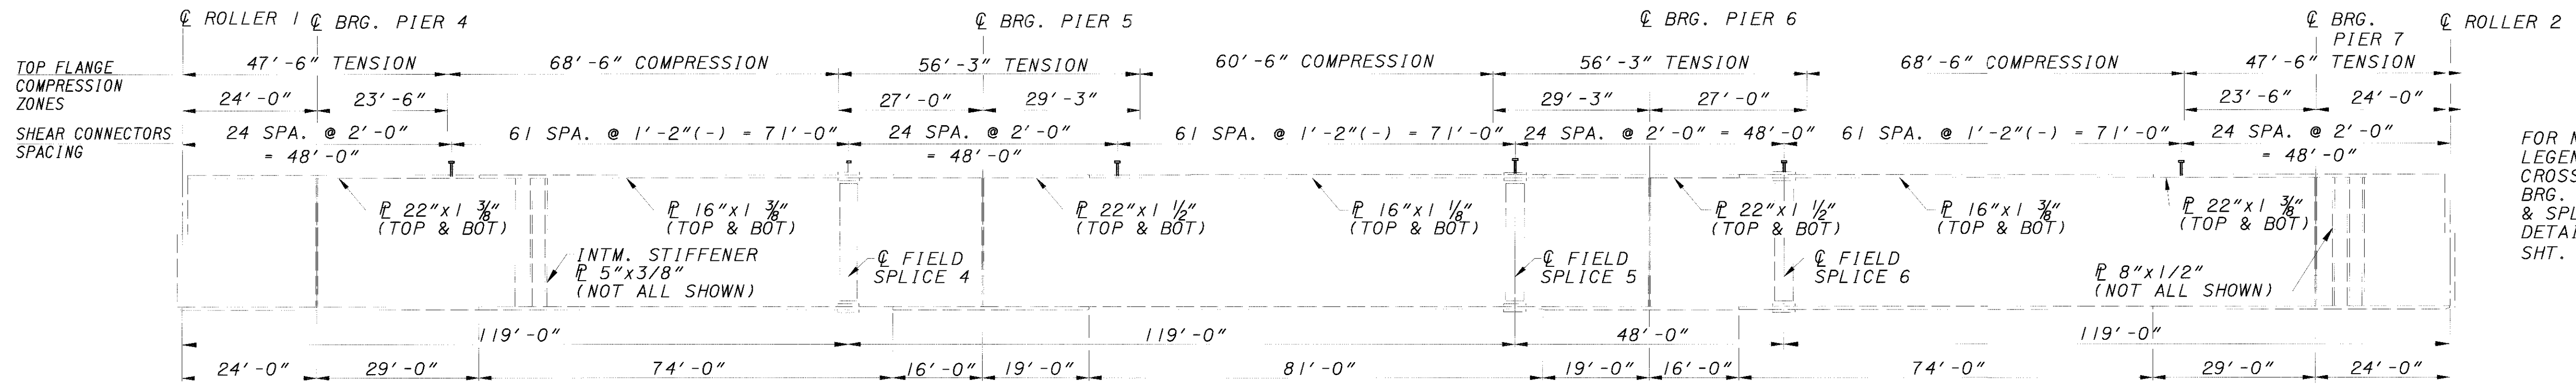 ℄ ROLLER 1
℄ BRG. PIER 4
℄ BRG. PIER 5
℄ BRG. PIER 6
℄ BRG.
PIER 7
℄ ROLLER 2
TOP FLANGE
COMPRESSION
ZONES
47'-6" TENSION
68'-6" COMPRESSION
56'-3" TENSION
60'-6" COMPRESSION
56'-3" TENSION
68'-6" COMPRESSION
47'-6"
TENSION
24'-0"
23'-6"
27'-0"
29'-3"
29'-3"
27'-0"
23'-6"
24'-0"
SHEAR CONNECTORS
SPACING
24 SPA. @ 2'-0"
= 48'-0"
61 SPA. @ 1'-2"(-) = 71'-0"
24 SPA. @ 2'-0"
= 48'-0"
61 SPA. @ 1'-2"(-) = 71'-0"
24 SPA. @ 2'-0" = 48'-0"
61 SPA. @ 1'-2"(-) = 71'-0"
24 SPA. @ 2'-0"
= 48'-0"
℄ 22"x1 3/8"
(TOP & BOT)
℄ 16"x1 3/8"
(TOP & BOT)
℄ 22"x1 1/2"
(TOP & BOT)
℄ 16"x1 1/8"
(TOP & BOT)
℄ 22"x1 1/2"
(TOP & BOT)
℄ 16"x1 3/8"
(TOP & BOT)
℄ 22"x1 3/8"
(TOP & BOT)
INTM. STIFFENER
℄ 5"x3/8"
(NOT ALL SHOWN)
℄ FIELD
SPLICE 4
℄ FIELD
SPLICE 5
℄ FIELD
SPLICE 6
℄ 8"x1/2"
(NOT ALL SHOWN)
FOR
LEGEN
CROSS
BRG.
& SPL
DETAI
SHT.
119'-0"
119'-0"
48'-0"
119'-0"
24'-0"
29'-0"
74'-0"
16'-0"
19'-0"
81'-0"
19'-0"
16'-0"
74'-0"
29'-0"
24'-0"